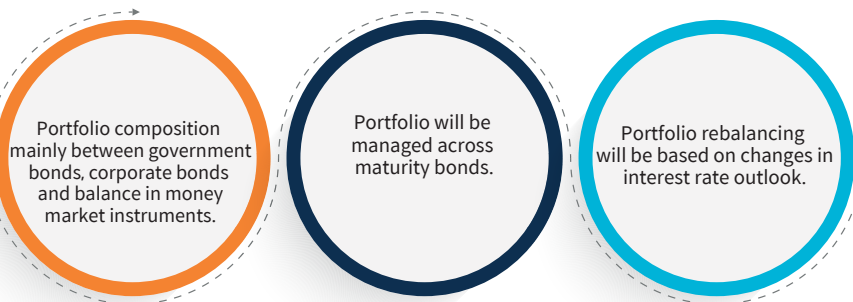 Portfolio composition
mainly between government
bonds, corporate bonds
and balance in money
market instruments.
Portfolio will be
managed across
maturity bonds.
Portfolio rebalancing
will be based on changes in
interest rate outlook.